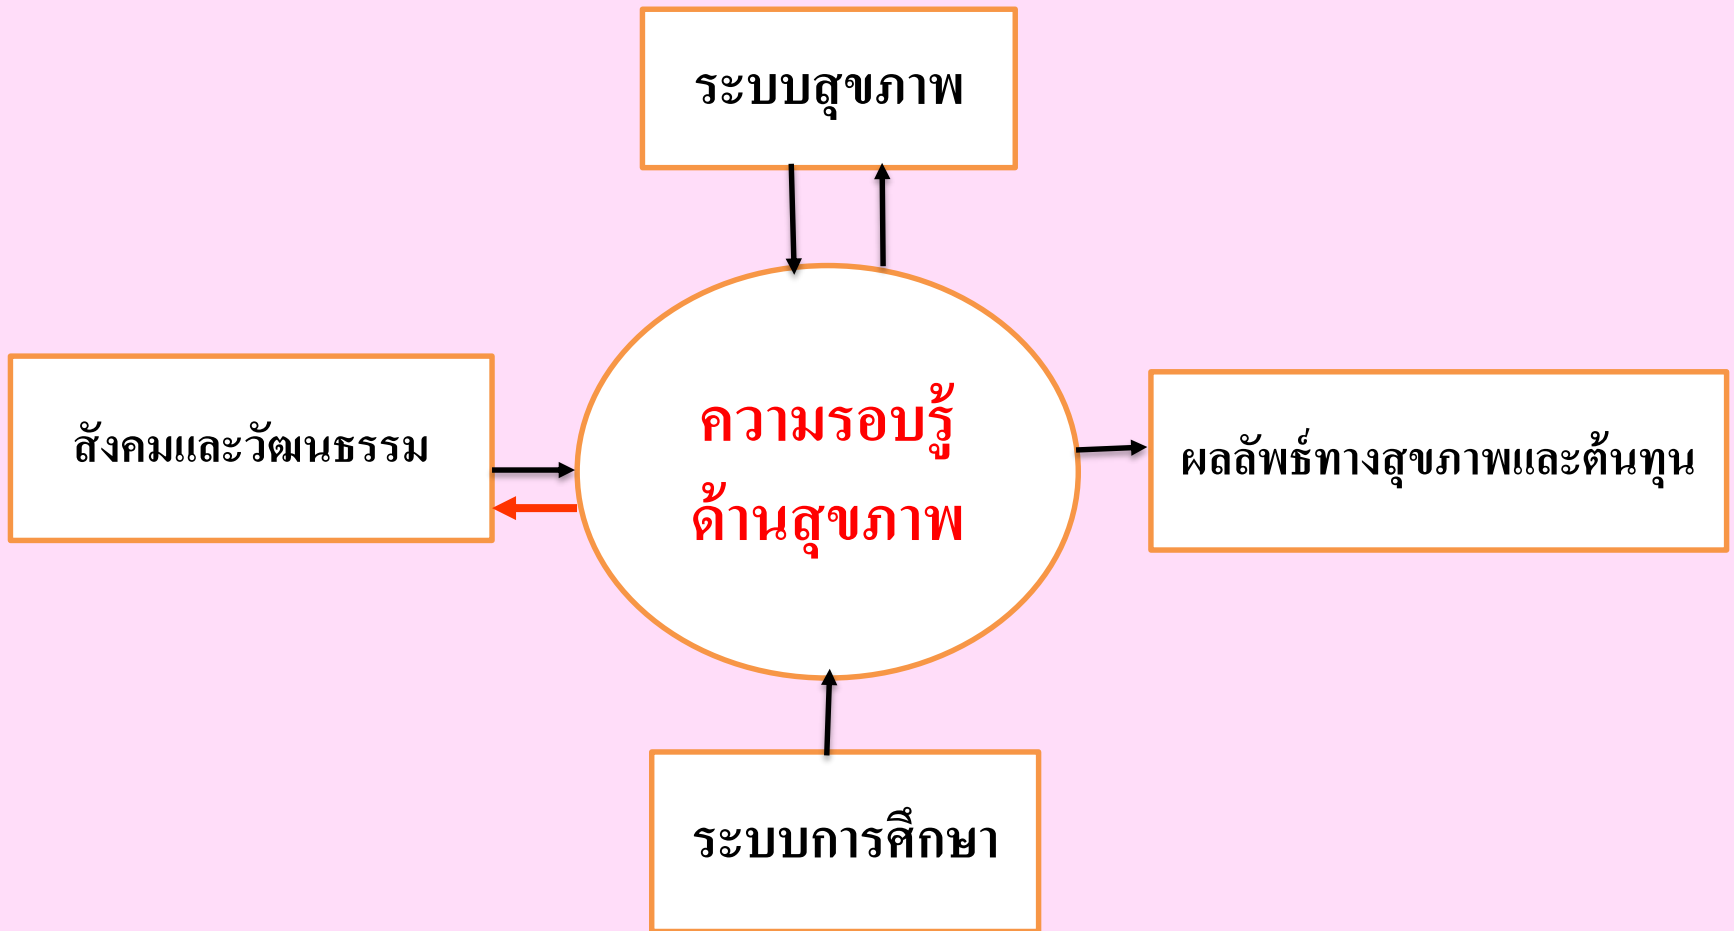 ระบบสุขภาพ
สังคมและวัฒนธรรม
ความรอบรู้
ด้านสุขภาพ
ผลลัพธ์ทางสุขภาพและต้นทุน
ระบบการศึกษา